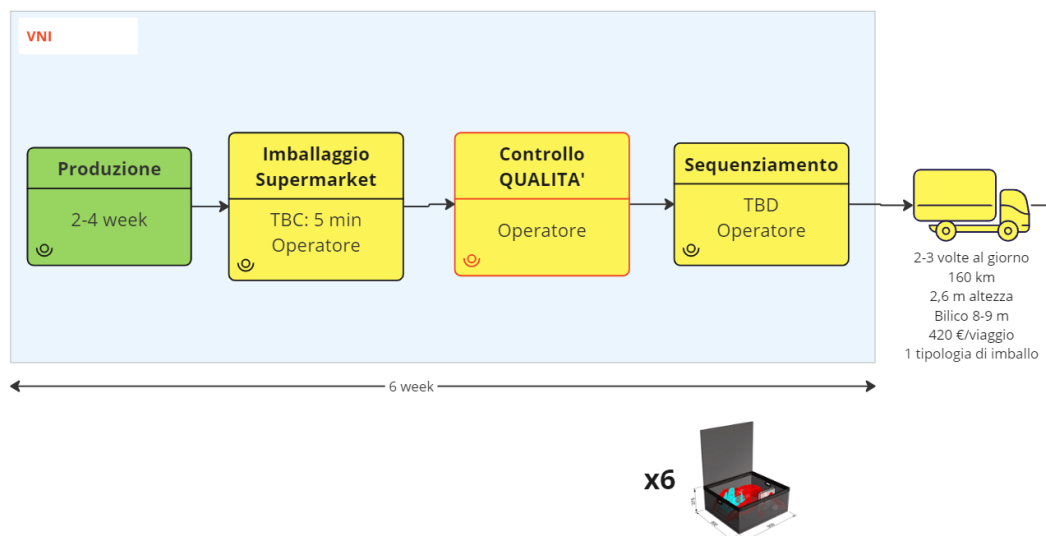 VNI
Produzione
2-4 week
Imballaggio
Supermarket
TBC: 5 min
Operatore
Controllo
QUALITA'
Operatore
Sequenziamento
TBD
Operatore
2-3 volte al giorno
160 km
2,6 m altezza
Bilico 8-9 m
420 €/viaggio
1 tipologia di imballo
6 week
x6